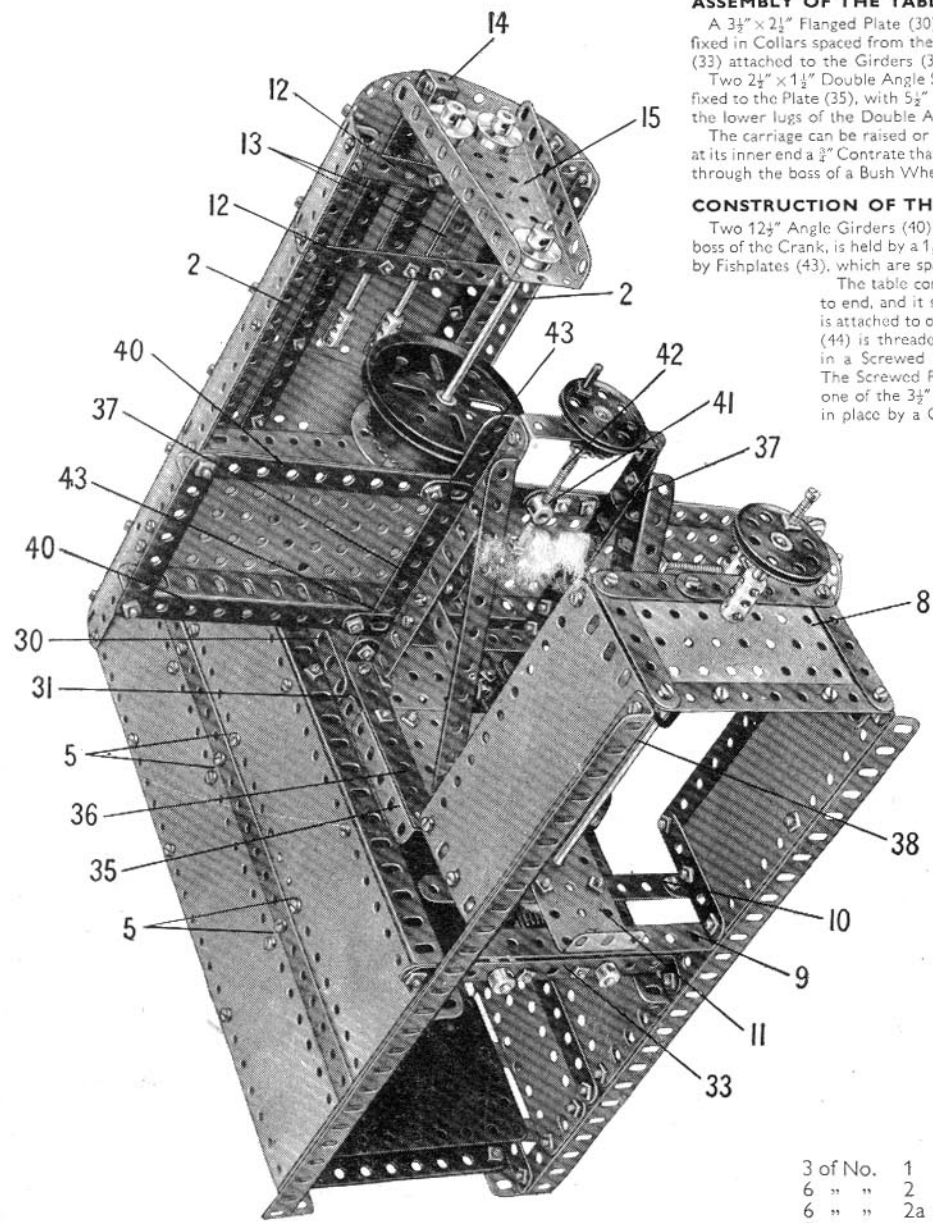 ASSEMBLY OF THE TABL
A 3½" × 2½" Flanged Plate (30)
fixed in Collars spaced from the
(33) attached to the Girders (3
Two 2½" × 1½" Double Angle S
fixed to the Plate (35), with 5½"
the lower lugs of the Double A
The carriage can be raised or
at its inner end a ¾" Contrate tha
through the boss of a Bush Whe
CONSTRUCTION OF TH
Two 12½" Angle Girders (40)
boss of the Crank, is held by a 1
by Fishplates (43), which are spa
The table con
to end, and it s
is attached to o
(44) is threade
in a Screwed
The Screwed R
one of the 3½"
in place by a C
14
12
15
13
12
2
2
43
40
42
41
37
37
43
40
8
30
31
5
36
38
35
10
5
9
11
33
3 of No. 1
6 " " 2
6 " " 2a